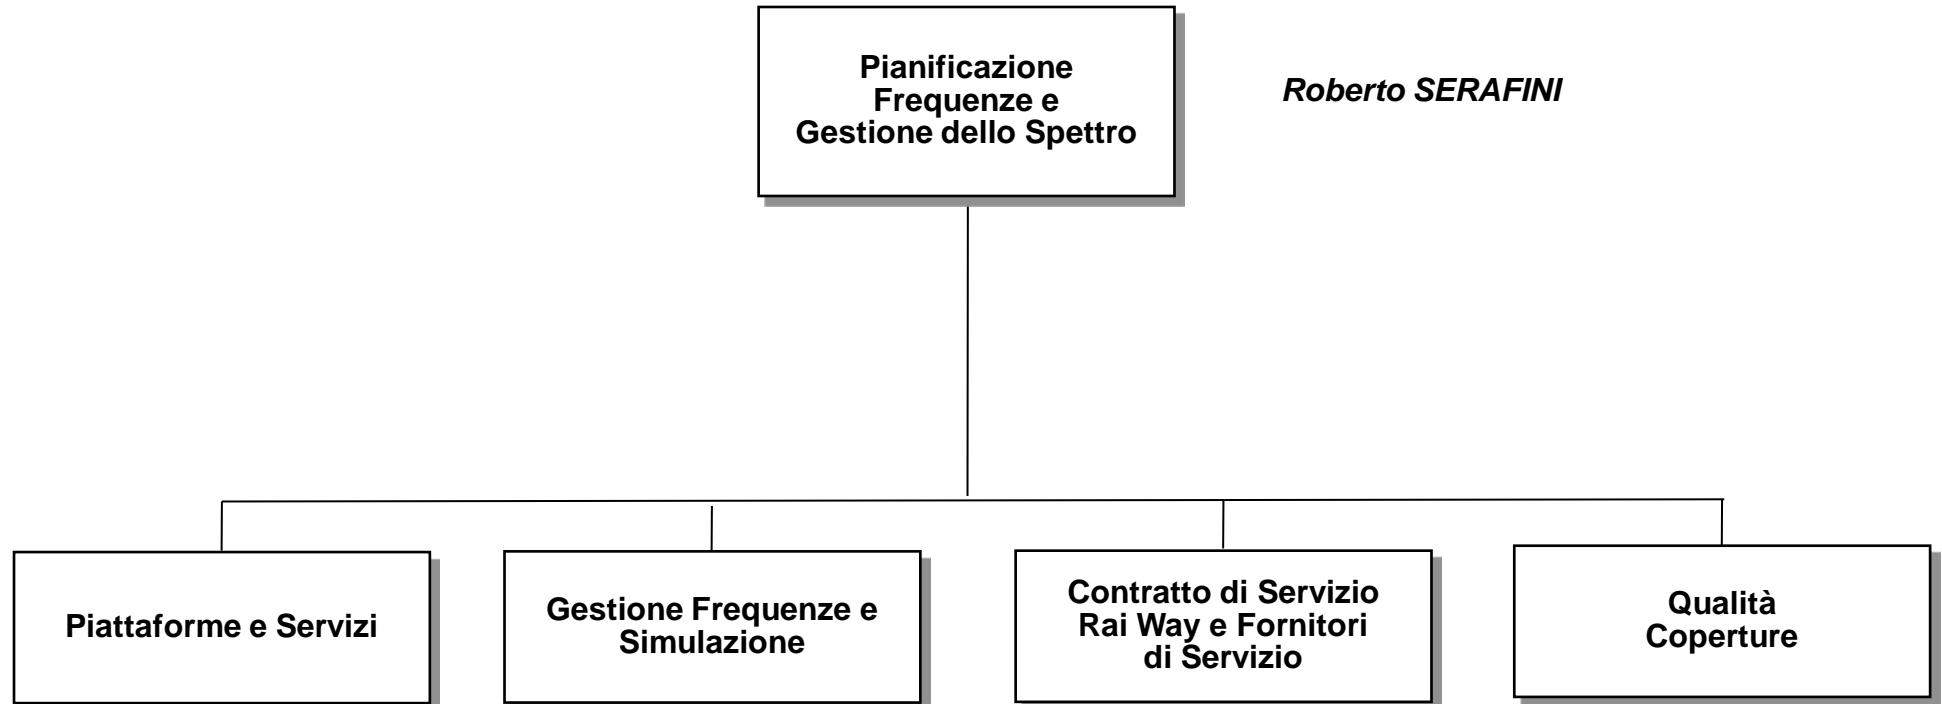 Pianificazione
Frequenze e
Gestione dello Spettro
Roberto SERAFINI
Piattaforme e Servizi
Gestione Frequenze e
Simulazione
Contratto di Servizio
Rai Way e Fornitori
di Servizio
Qualità
Coperture